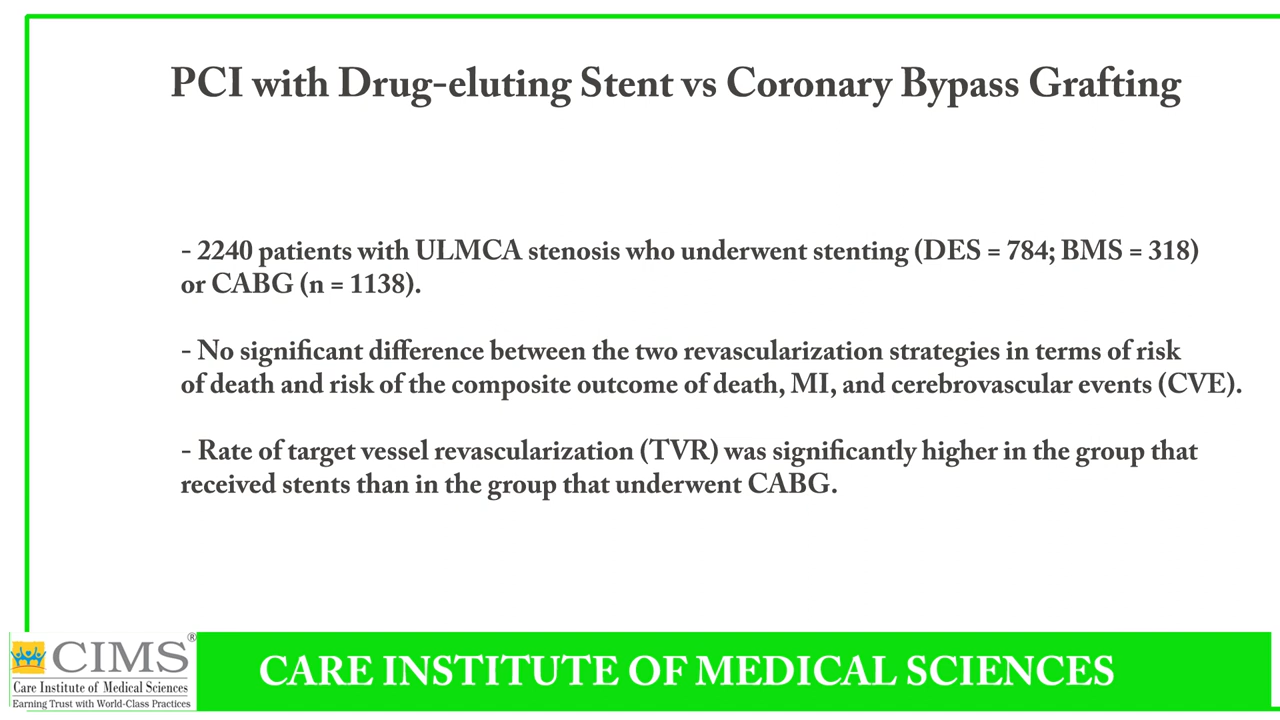 PCI with Drug-eluting Stent vs Coronary Bypass Grafting
- 2240 patients with ULMCA stenosis who underwent stenting (DES = 784; BMS = 318)
or CABG (n = 1138).
- No significant difference between the two revascularization strategies in terms of risk
of death and risk of the composite outcome of death, MI, and cerebrovascular events (CVE).
- Rate of target vessel revascularization (TVR) was significantly higher in the group that
received stents than in the group that underwent CABG.
CIMS®
Care Institute of Medical Sciences
Earning Trust with World-Class Practices
CARE INSTITUTE OF MEDICAL SCIENCES